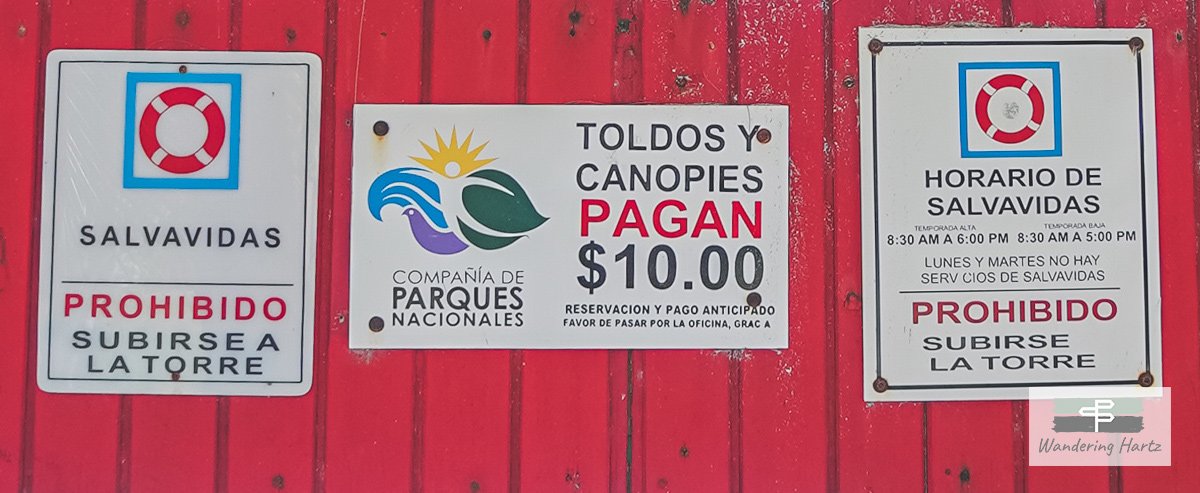 SALVAVIDAS
PROHIBIDO
SUBIRSE A
LA TORRE
COMPAÑÍA DE
PARQUES
NACIONALES
TOLDOS Y
CANOPIES
PAGAN
$10.00
RESERVACION Y PAGO ANTICIPADO
FAVOR DE PASAR POR LA OFICINA, GRAC A
HORARIO DE
SALVAVIDAS
TEMPORADA ALTA TEMPORADA BAJA
8:30 AM A 6:00 PM 8:30 AM A 5:00 PM
LUNES Y MARTES NO HAY
SERV CIOS DE SALVAVIDAS
PROHIBIDO
SUBIRSE
LA TORRE
Wandering Hartz